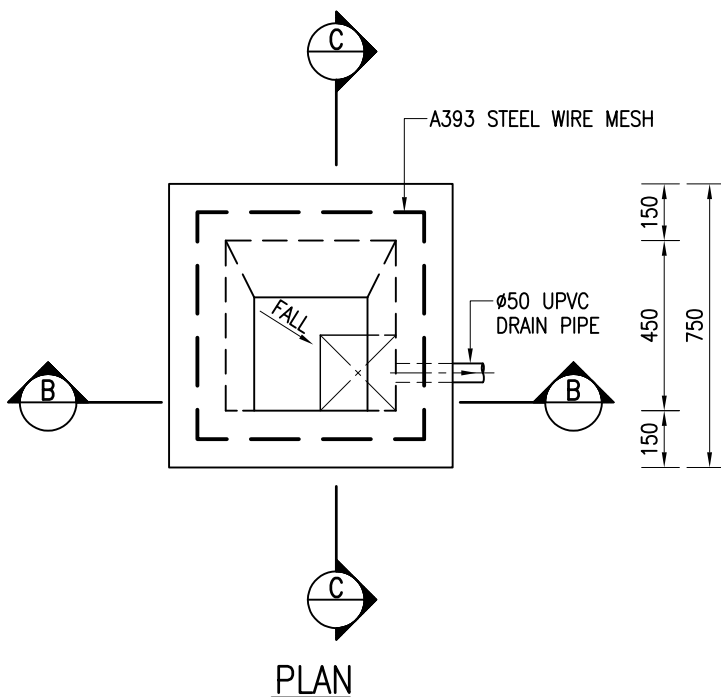 C
A393 STEEL WIRE MESH
150
FALL
ø50 UPVC
DRAIN PIPE
450
750
B
B
150
C
PLAN